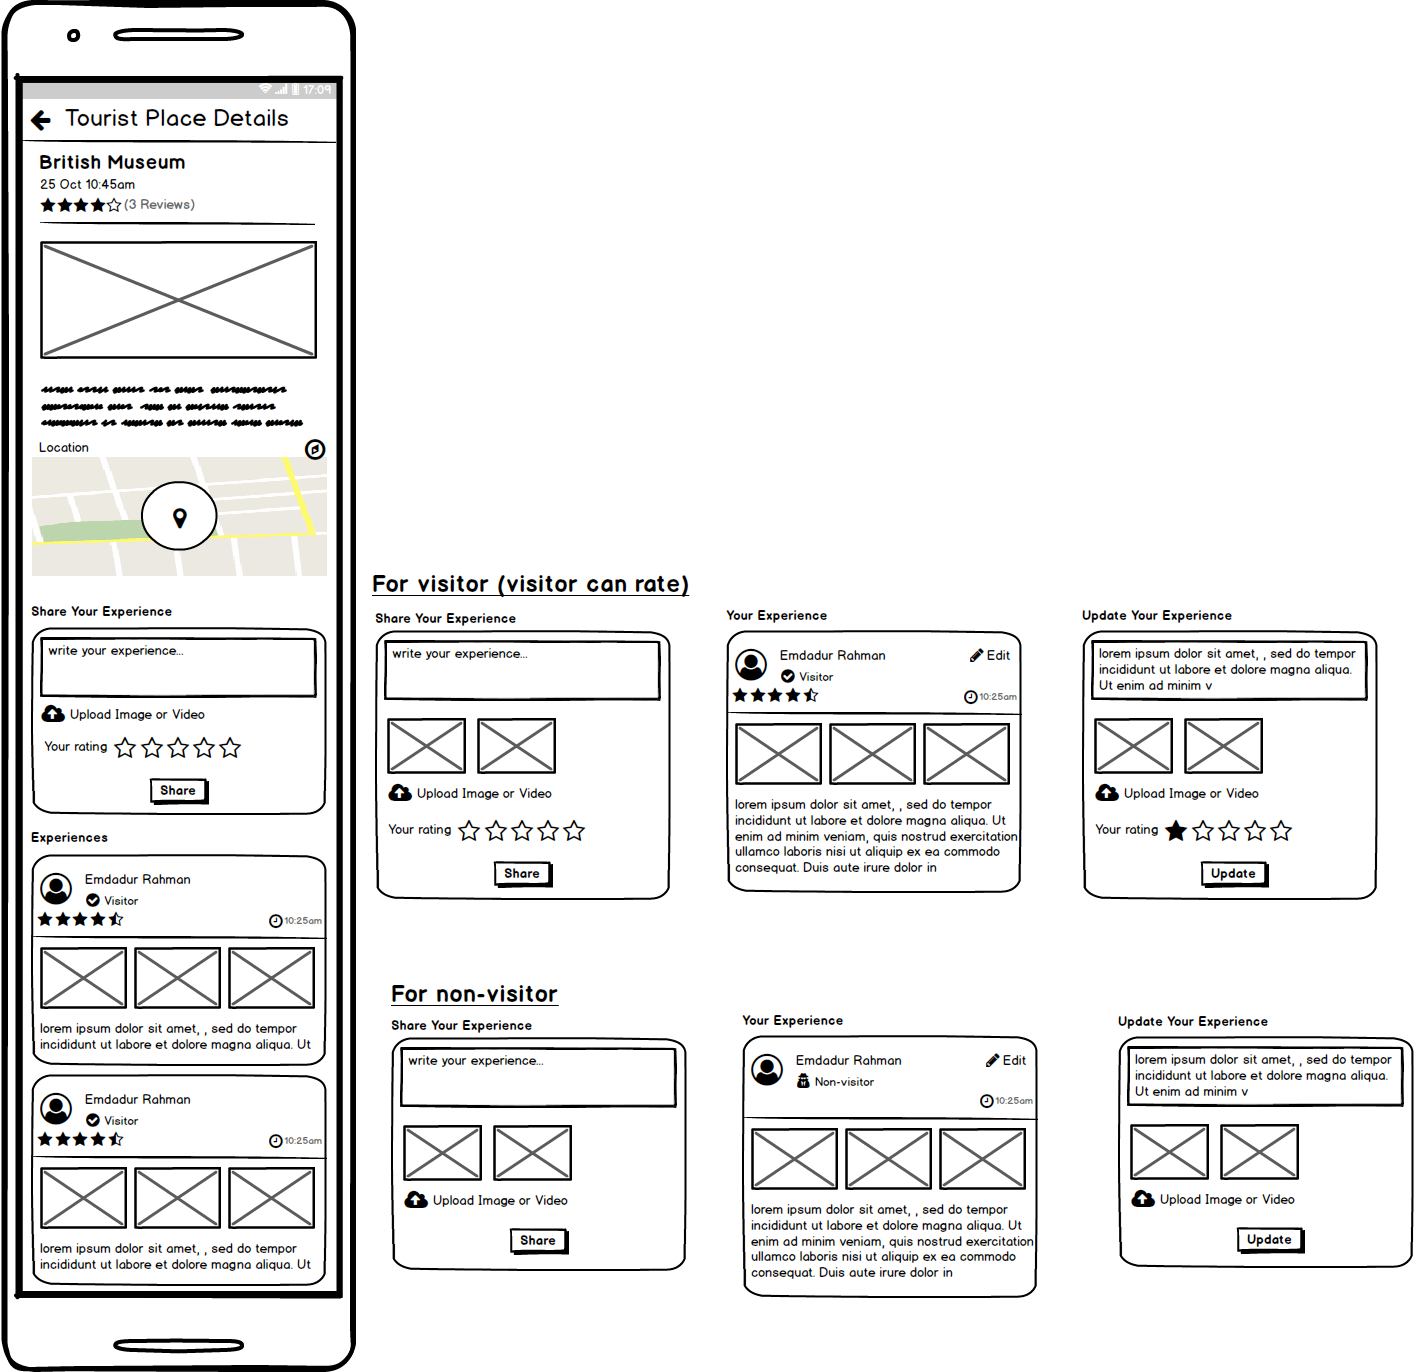 17:09
Tourist Place Details
British Museum
25 Oct 10:45am
(3 Reviews)
Location
Share Your Experience
write your experience...
Upload Image or Video
Your rating
Share
Experiences
Emdadur Rahman
Visitor
10:25am
lorem ipsum dolor sit amet, , sed do tempor
incididunt ut labore et dolore magna aliqua. Ut
Emdadur Rahman
Visitor
10:25am
lorem ipsum dolor sit amet, , sed do tempor
incididunt ut labore et dolore magna aliqua. Ut
For visitor (visitor can rate)
Share Your Experience
write your experience...
Upload Image or Video
Your rating
Share
Your Experience
Emdadur Rahman
Edit
Visitor
10:25am
lorem ipsum dolor sit amet, , sed do tempor
incididunt ut labore et dolore magna aliqua. Ut
enim ad minim veniam, quis nostrud exercitation
ullamco laboris nisi ut aliquip ex ea commodo
consequat. Duis aute irure dolor in
Update Your Experience
lorem ipsum dolor sit amet, , sed do tempor
incididunt ut labore et dolore magna aliqua.
Ut enim ad minim v
Upload Image or Video
Your rating
Update
For non-visitor
Share Your Experience
write your experience...
Upload Image or Video
Share
Your Experience
Emdadur Rahman
Edit
Non-visitor
10:25am
lorem ipsum dolor sit amet, , sed do tempor
incididunt ut labore et dolore magna aliqua. Ut
enim ad minim veniam, quis nostrud exercitation
ullamco laboris nisi ut aliquip ex ea commodo
consequat. Duis aute irure dolor in
Update Your Experience
lorem ipsum dolor sit amet, , sed do tempor
incididunt ut labore et dolore magna aliqua.
Ut enim ad minim v
Upload Image or Video
Update